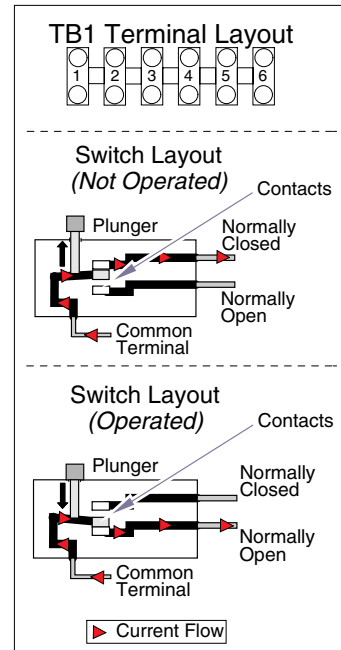 TB1 Terminal Layout
1 2 3 4 5 6
Switch Layout
(Not Operated)
Contacts
Plunger
Normally
Closed
Normally
Open
Common
Terminal
Switch Layout
(Operated)
Contacts
Plunger
Normally
Closed
Normally
Open
Common
Terminal
Current Flow